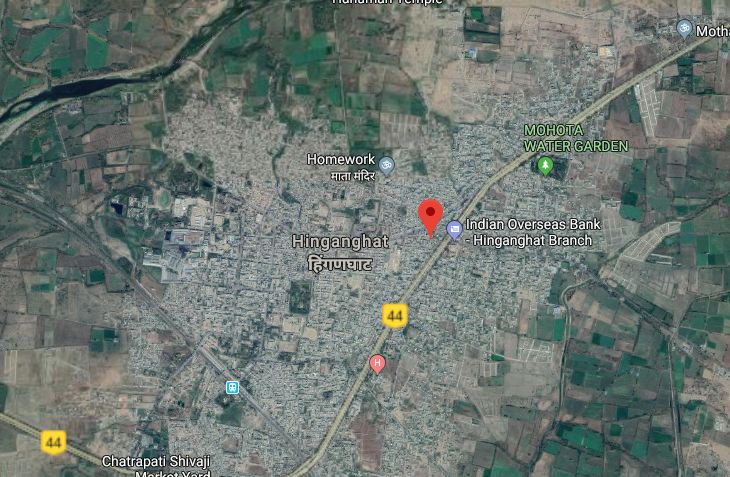 Hanuman Temple
Motha
MOHOTA
WATER GARDEN
Homework
माता मंदिर
Indian Overseas Bank
- Hinganghat Branch
Hinganghat
हिंगणघाट
44
H
44
Chatrapati Shivaji
Market Yard